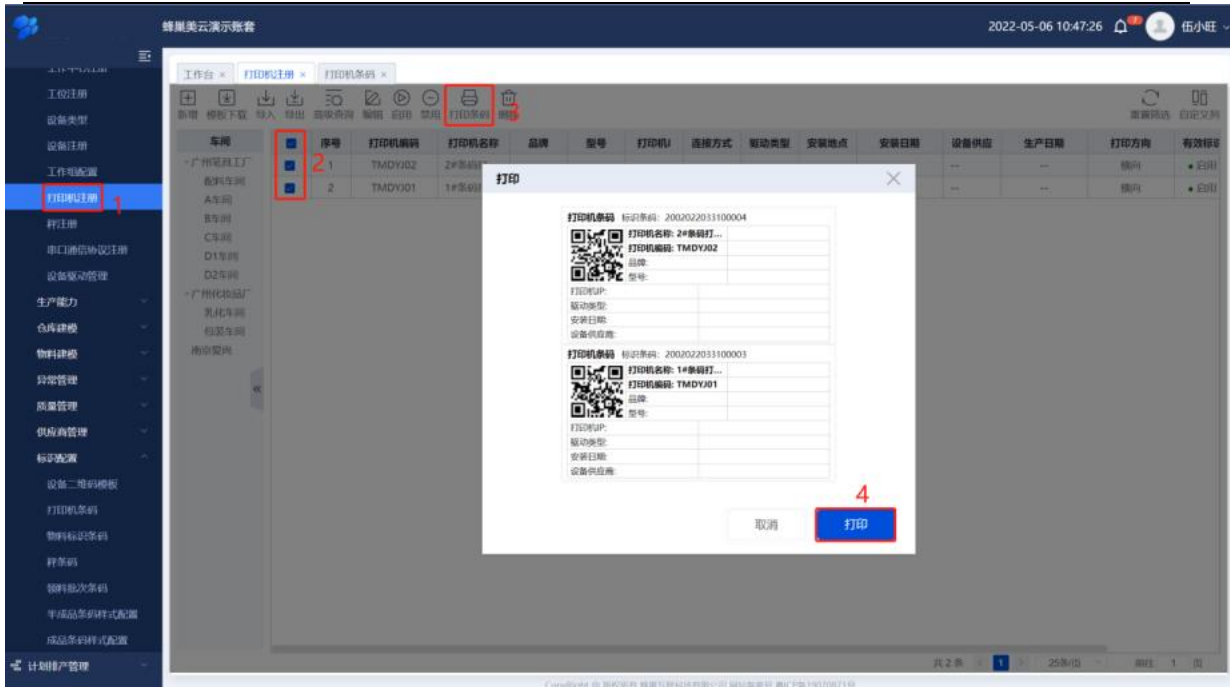 蜂巢美云演示账套
2022-05-06 10:47:26
伍小旺
工作台 ×
打印机注册 ×
打印机条码 ×
新增
模板下载
导入
导出
高级查询
编辑
启用
禁用
打印条码
删除
3
重置筛选
自定义列
工位注册
设备类型
设备注册
工作组配置
打印机注册
1
秤注册
串口通信协议注册
设备驱动管理
生产能力
仓库建模
物料建模
异常管理
质量管理
供应商管理
标识配置
设备二维码模板
打印机条码
物料标识条码
秤条码
领料批次条码
半成品条码样式配置
成品条码样式配置
计划排产管理
车间
配料车间
A车间
B车间
C车间
D1车间
D2车间
广州化妆品厂
乳化车间
包装车间
2
序号 打印机编码 打印机名称 品牌 型号 打印机I 连接方式 驱动类型 安装地点 安装日期 设备供应 生产日期 打印方向 有效标识
1 TMDYJ02 -- -- 横向 启用
2 TMDYJ01 -- -- 横向 启用
打印
打印机条码 标识条码: 2002022033100004
打印机名称: 2#条码打...
打印机编码: TMDYJ02
品牌:
型号:
打印机IP:
驱动类型:
安装日期:
设备供应商:
打印机条码 标识条码: 2002022033100003
打印机名称: 1#条码打...
打印机编码: TMDYJ01
品牌:
型号:
打印机IP:
驱动类型:
安装日期:
设备供应商:
4
取消
打印
共 2 条
1
25条/页
前往 1 页